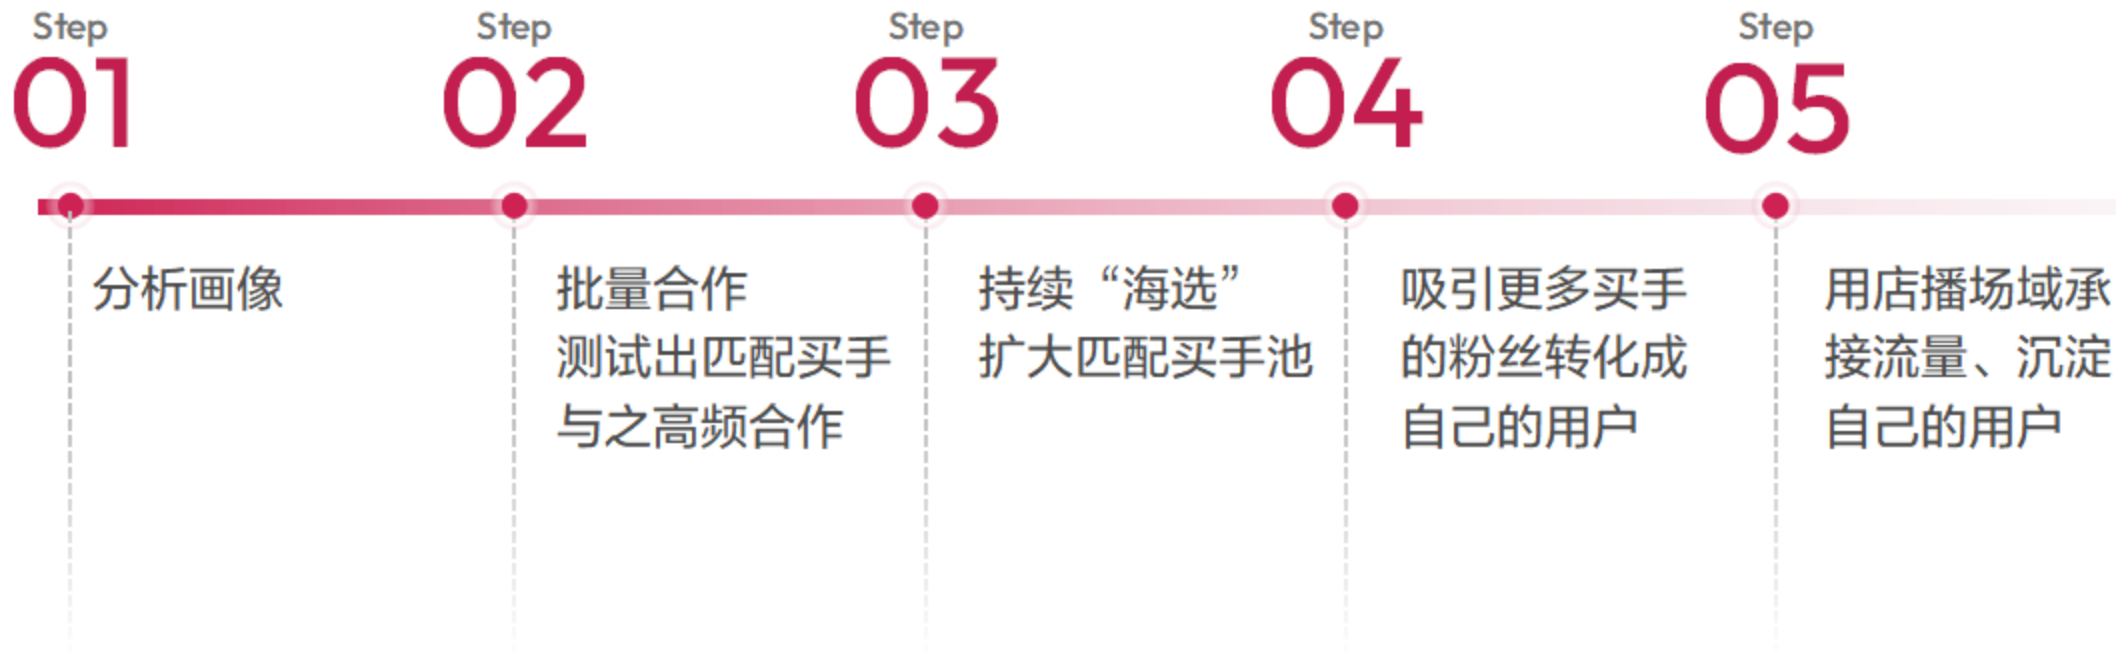 Step
01
分析画像
Step
02
批量合作
测试出匹配买手
与之高频合作
Step
03
持续“海选”
扩大匹配买手池
Step
04
吸引更多买手
的粉丝转化成
自己的用户
Step
05
用店播场域承
接流量、沉淀
自己的用户